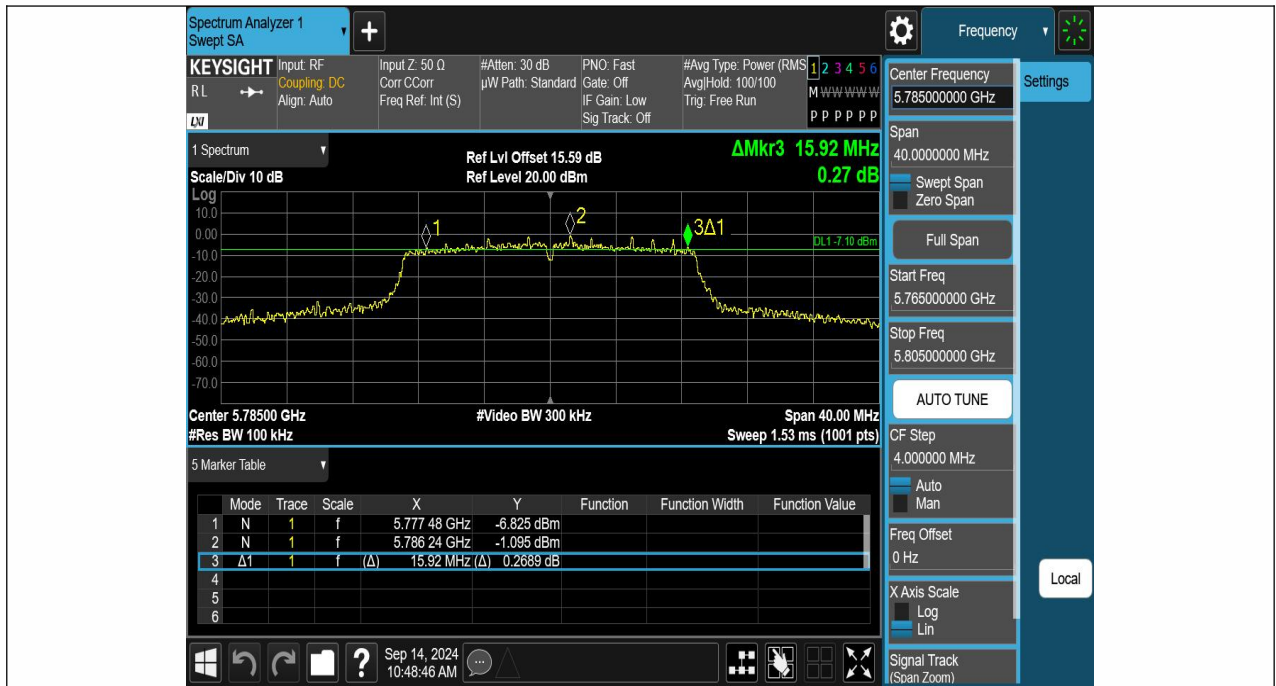 Spectrum Analyzer 1
Swept SA
+
Frequency
KEYSIGHT
R L
LXI
Input: RF
Coupling: DC
Align: Auto
Input Z: 50 Ω
Corr CCorr
Freq Ref: Int (S)
#Atten: 30 dB
µW Path: Standard
PNO: Fast
Gate: Off
IF Gain: Low
Sig Track: Off
#Avg Type: Power (RMS
Avg|Hold: 100/100
Trig: Free Run
1 2 3 4 5 6
M W W W W W
P P P P P P
1 Spectrum
Scale/Div 10 dB
Ref Lvl Offset 15.59 dB
Ref Level 20.00 dBm
ΔMkr3 15.92 MHz
0.27 dB
Log
10.0
0.00
-10.0
-20.0
-30.0
-40.0
-50.0
-60.0
-70.0
1
2
3Δ1
DL1 -7.10 dBm
Center 5.78500 GHz
#Video BW 300 kHz
Span 40.00 MHz
#Res BW 100 kHz
Sweep 1.53 ms (1001 pts)
5 Marker Table
Mode Trace Scale X Y Function Function Width Function Value
1 N 1 f 5.777 48 GHz -6.825 dBm
2 N 1 f 5.786 24 GHz -1.095 dBm
3 Δ1 1 f (Δ) 15.92 MHz (Δ) 0.2689 dB
4
5
6
Center Frequency
5.785000000 GHz
Settings
Span
40.0000000 MHz
Swept Span
Zero Span
Full Span
Start Freq
5.765000000 GHz
Stop Freq
5.805000000 GHz
AUTO TUNE
CF Step
4.000000 MHz
Auto
Man
Freq Offset
0 Hz
X Axis Scale
Log
Lin
Signal Track
(Span Zoom)
Local
?
Sep 14, 2024
10:48:46 AM